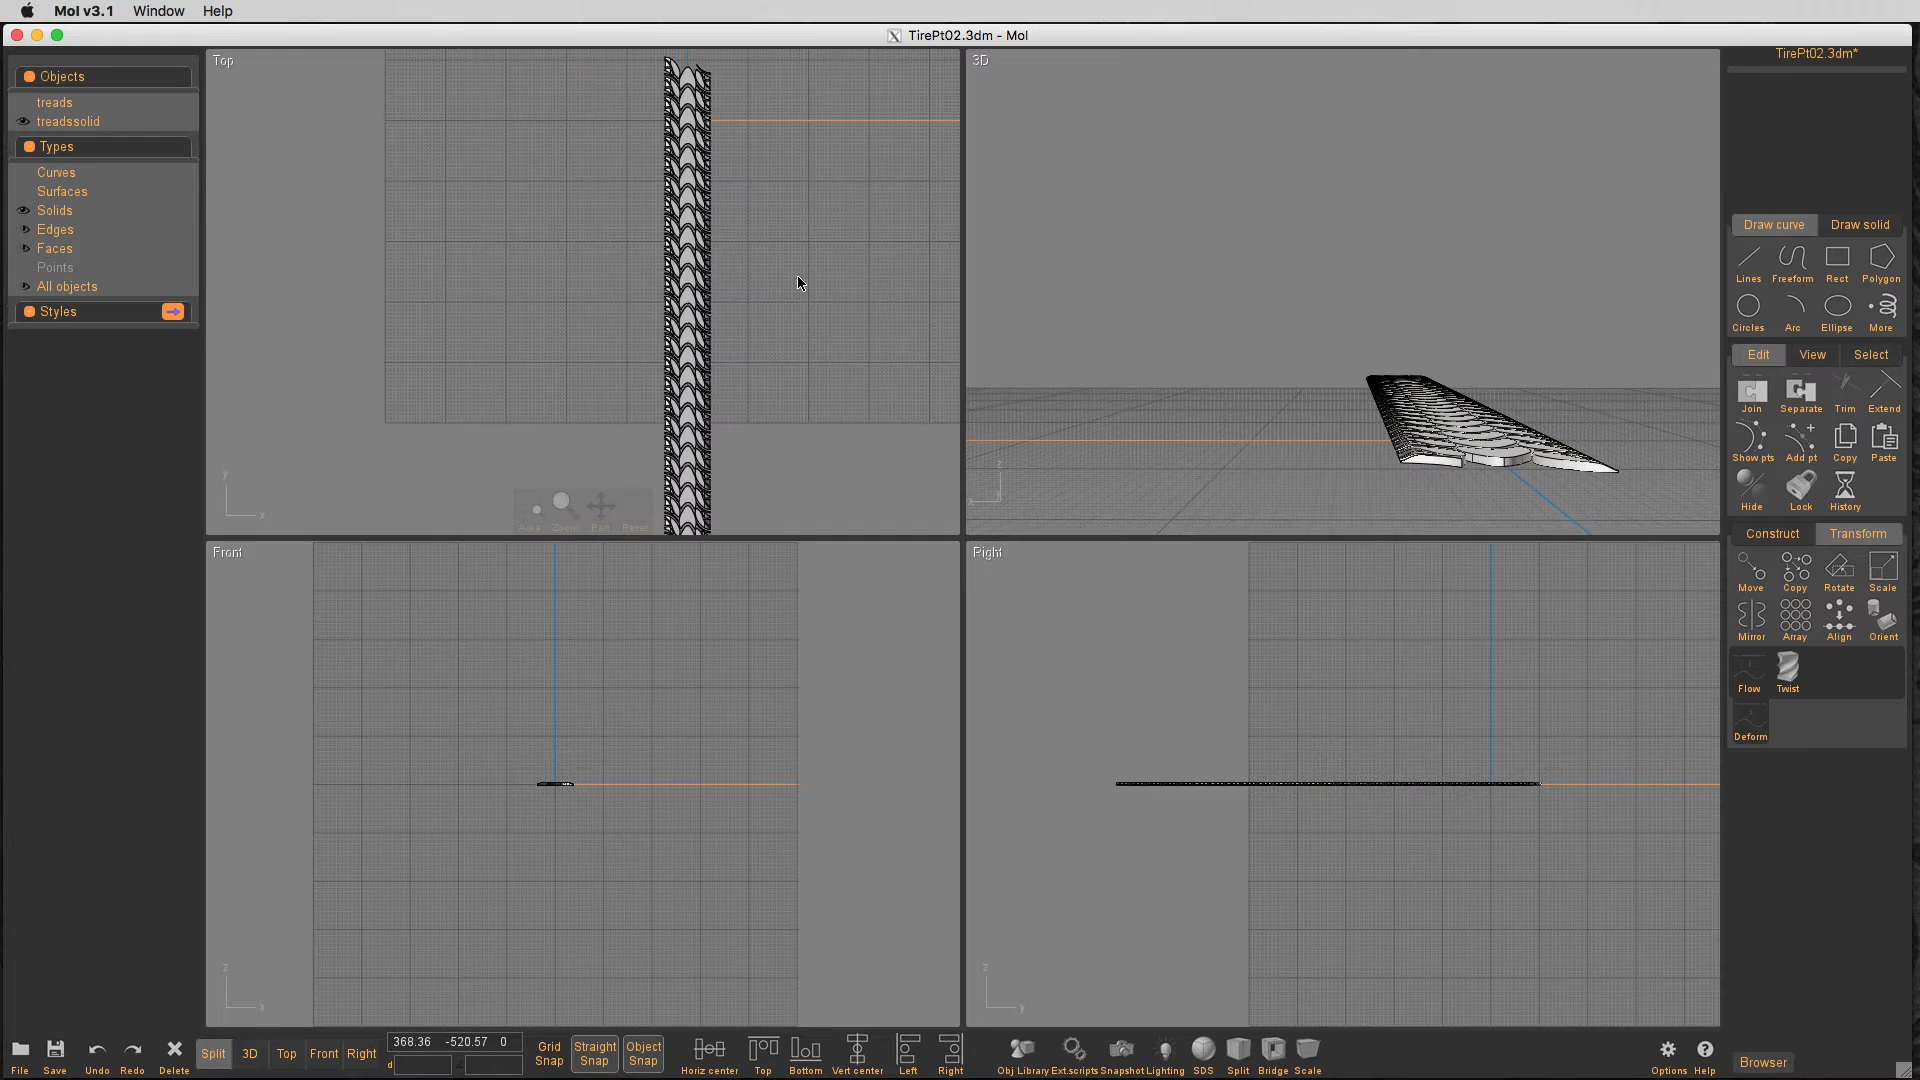 MoI v3.1 Window Help
TirePt02.3dm - MoI
Objects
treads
treadssolid
Types
Curves
Surfaces
Solids
Edges
Faces
Points
All objects
Styles
Top
y
x
Area Zoom Pan Reset
3D
z
x
Front
z
x
Right
z
y
TirePt02.3dm*
Draw curve Draw solid
Lines Freeform Rect Polygon
Circles Arc Ellipse More
Edit View Select
Join Separate Trim Extend
Show pts Add pt Copy Paste
Hide Lock History
Construct Transform
Move Copy Rotate Scale
Mirror Array Align Orient
Flow Twist
Deform
File Save Undo Redo Delete
Split 3D Top Front Right
368.36 -520.57 0
d
Grid Snap
Straight Snap
Object Snap
Horiz center Top Bottom Vert center Left Right
Obj Library Ext.scripts Snapshot Lighting SDS Split Bridge Scale
Options Help
Browser